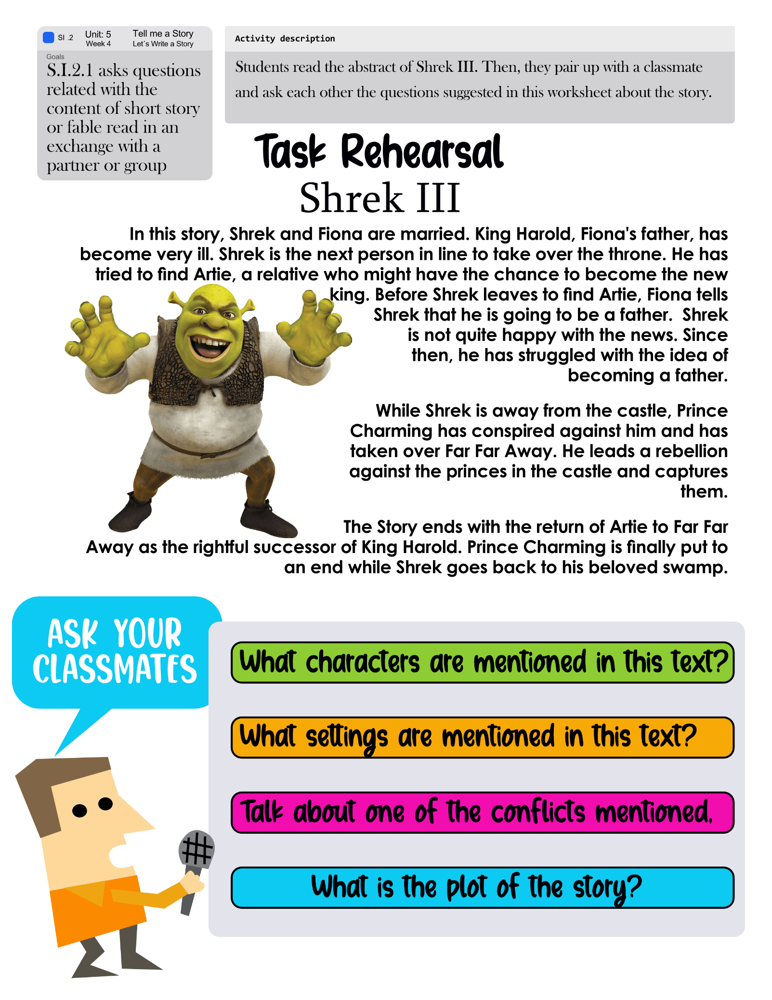 SI .2 Unit: 5 Tell me a Story
Week 4 Let´s Write a Story
Goals
S.I.2.1 asks questions
related with the
content of short story
or fable read in an
exchange with a
partner or group
Activity description
Students read the abstract of Shrek III. Then, they pair up with a classmate
and ask each other the questions suggested in this worksheet about the story.
Task Rehearsal
Shrek III
In this story, Shrek and Fiona are married. King Harold, Fiona's father, has
become very ill. Shrek is the next person in line to take over the throne. He has
tried to find Artie, a relative who might have the chance to become the new
king. Before Shrek leaves to find Artie, Fiona tells
Shrek that he is going to be a father.  Shrek
is not quite happy with the news. Since
then, he has struggled with the idea of
becoming a father.
While Shrek is away from the castle, Prince
Charming has conspired against him and has
taken over Far Far Away. He leads a rebellion
against the princes in the castle and captures
them.
The Story ends with the return of Artie to Far Far
Away as the rightful successor of King Harold. Prince Charming is finally put to
an end while Shrek goes back to his beloved swamp.
ASK YOUR
CLASSMATES
What characters are mentioned in this text?
What settings are mentioned in this text?
Talk about one of the conflicts mentioned,
What is the plot of the story?